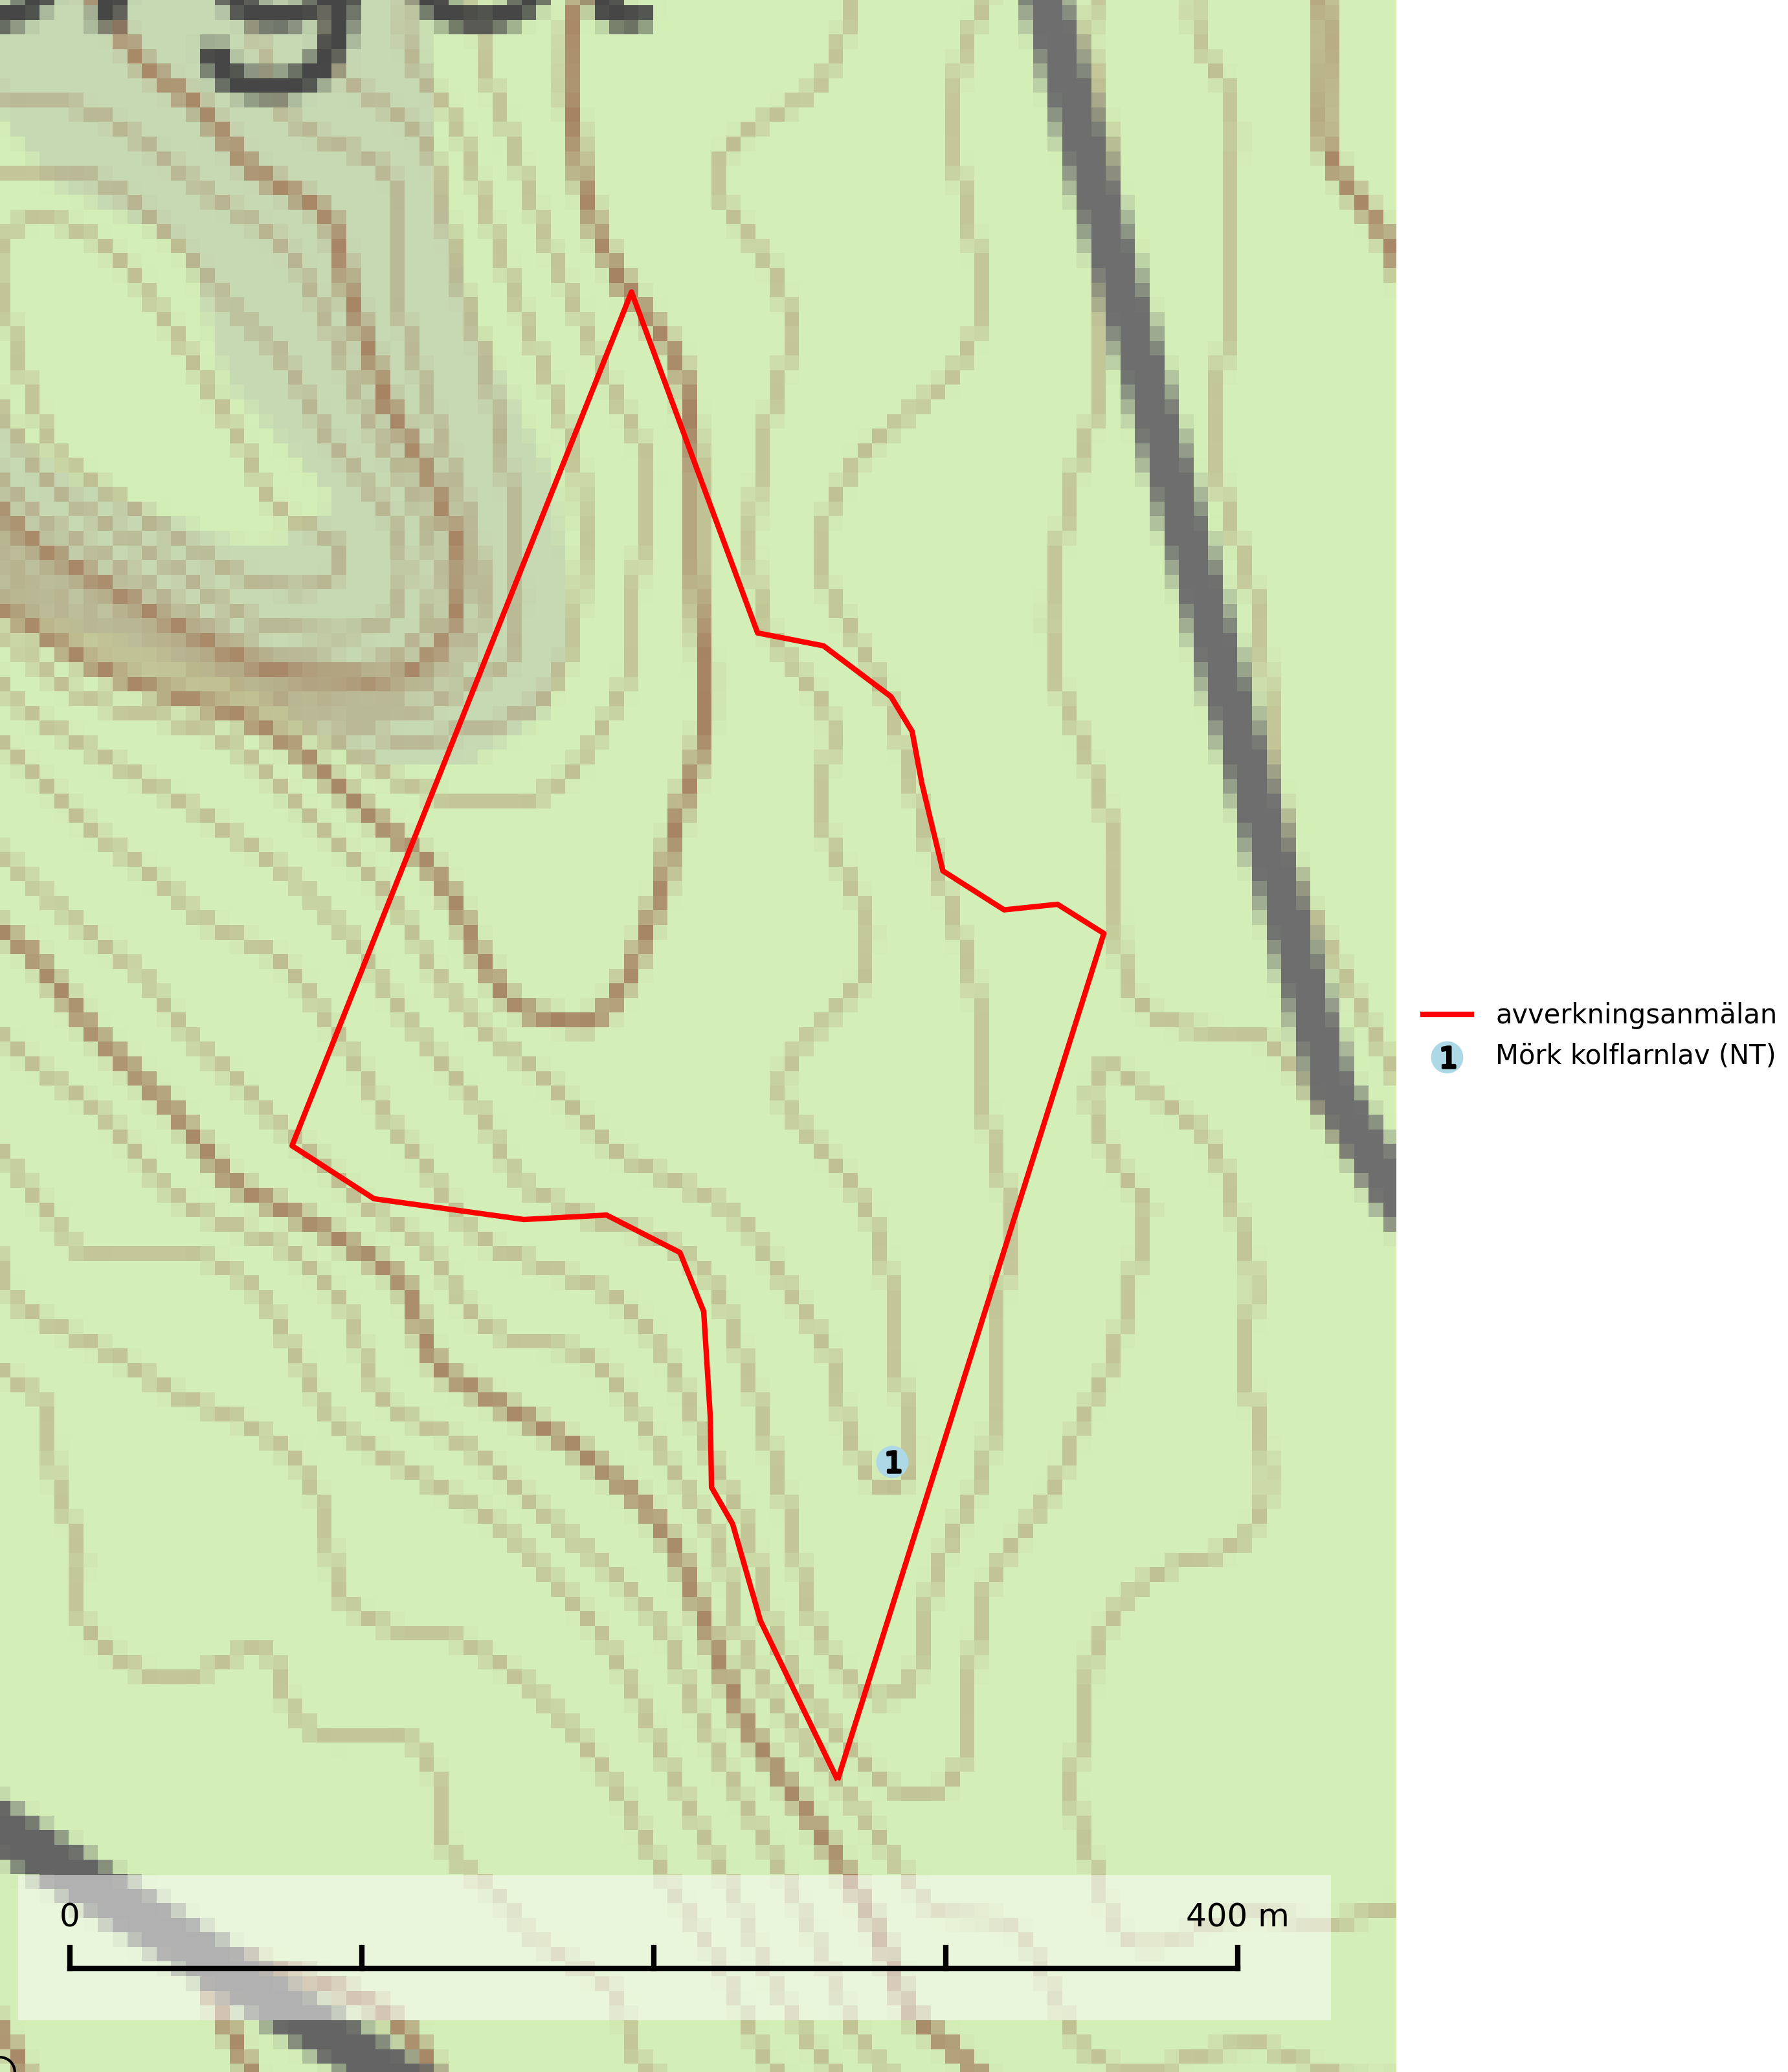 avverkningsanmälan
1 Mörk kolflarnlav (NT)
1
0 400 m